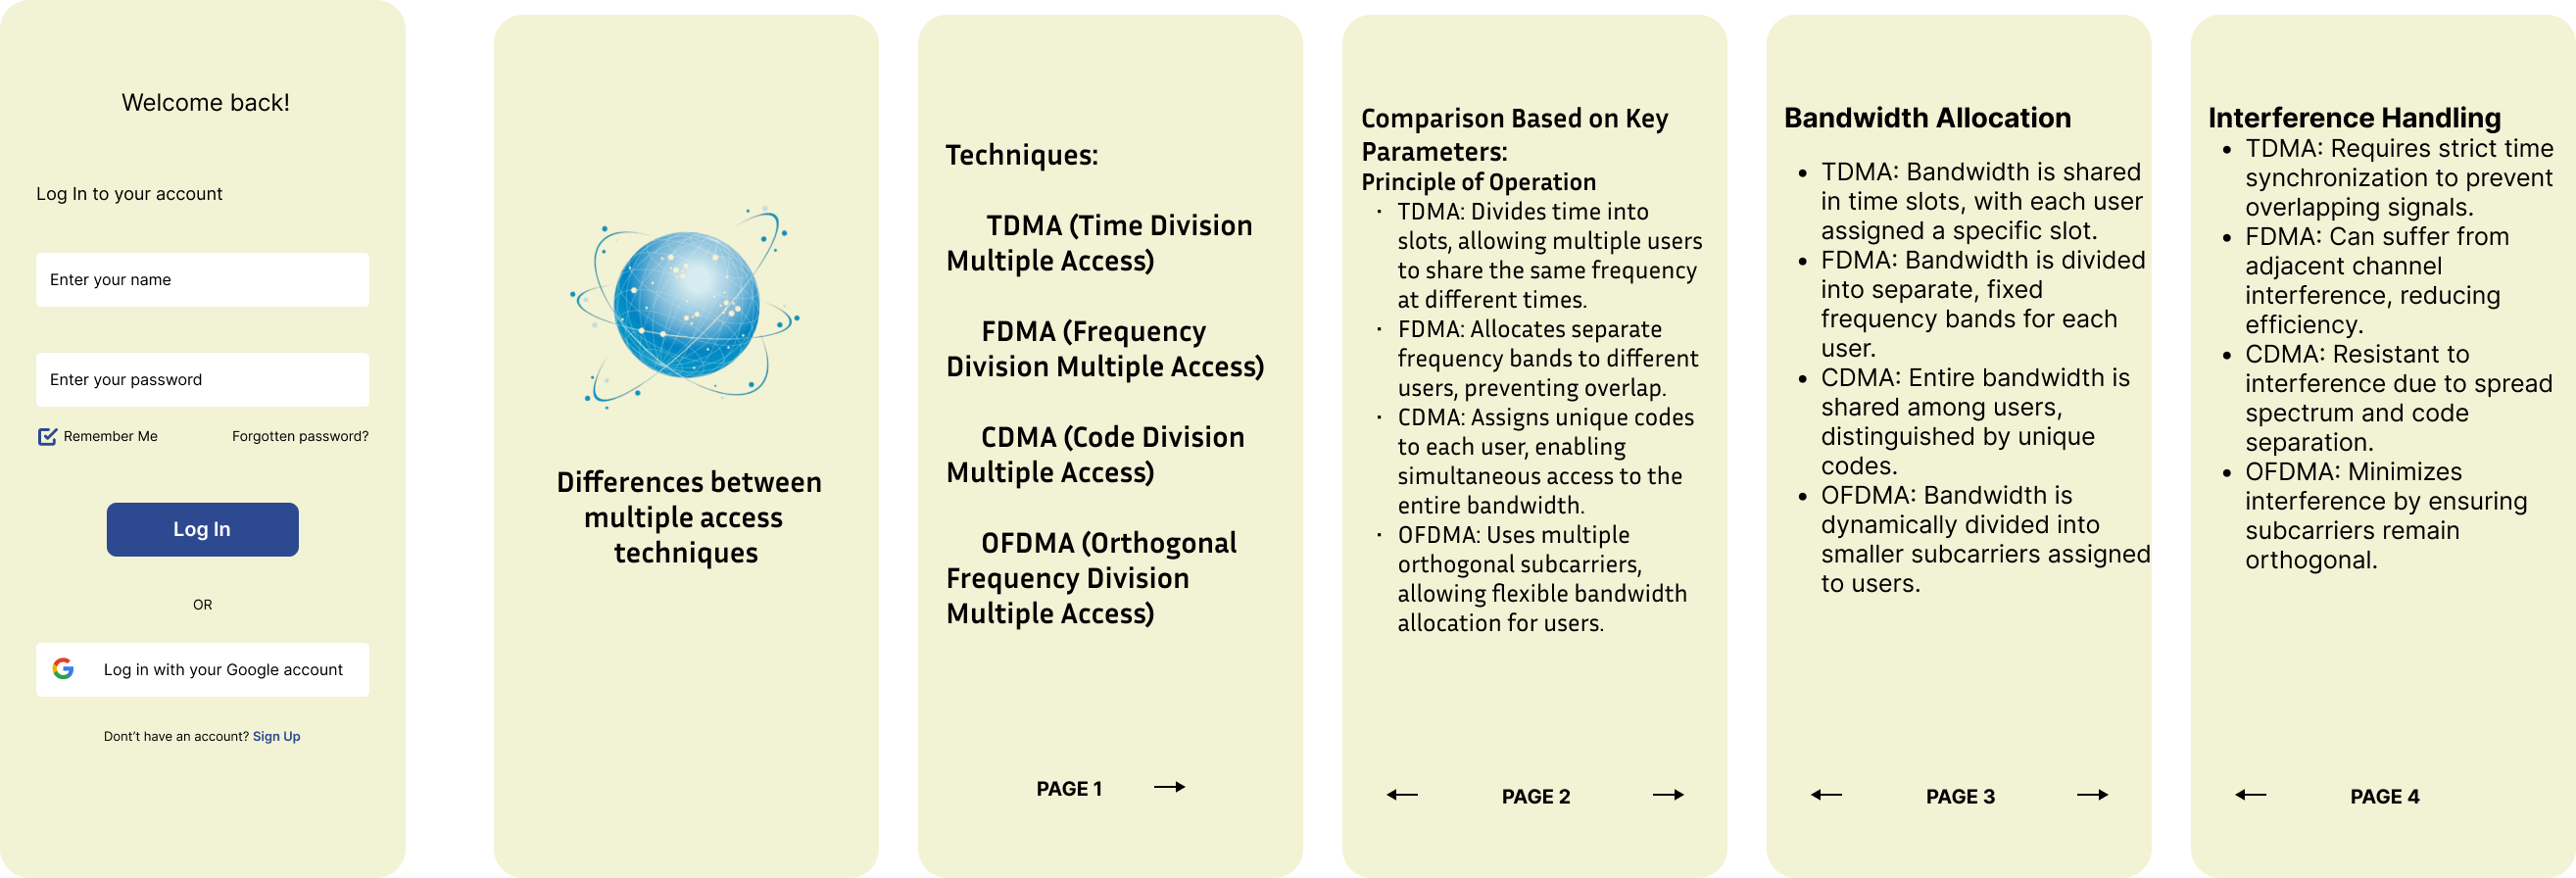 Welcome back!
Log In to your account
Enter your name
Enter your password
Remember Me
Forgotten password?
Log In
OR
Log in with your Google account
Dont't have an account? Sign Up
Differences between
multiple access
techniques
Techniques:
TDMA (Time Division
Multiple Access)
FDMA (Frequency
Division Multiple Access)
CDMA (Code Division
Multiple Access)
OFDMA (Orthogonal
Frequency Division
Multiple Access)
PAGE 1
Comparison Based on Key
Parameters:
Principle of Operation
· TDMA: Divides time into
slots, allowing multiple users
to share the same frequency
at different times.
· FDMA: Allocates separate
frequency bands to different
users, preventing overlap.
· CDMA: Assigns unique codes
to each user, enabling
simultaneous access to the
entire bandwidth.
· OFDMA: Uses multiple
orthogonal subcarriers,
allowing flexible bandwidth
allocation for users.
PAGE 2
Bandwidth Allocation
• TDMA: Bandwidth is shared
in time slots, with each user
assigned a specific slot.
• FDMA: Bandwidth is divided
into separate, fixed
frequency bands for each
user.
• CDMA: Entire bandwidth is
shared among users,
distinguished by unique
codes.
• OFDMA: Bandwidth is
dynamically divided into
smaller subcarriers assigned
to users.
PAGE 3
Interference Handling
• TDMA: Requires strict time
synchronization to prevent
overlapping signals.
• FDMA: Can suffer from
adjacent channel
interference, reducing
efficiency.
• CDMA: Resistant to
interference due to spread
spectrum and code
separation.
• OFDMA: Minimizes
interference by ensuring
subcarriers remain
orthogonal.
PAGE 4